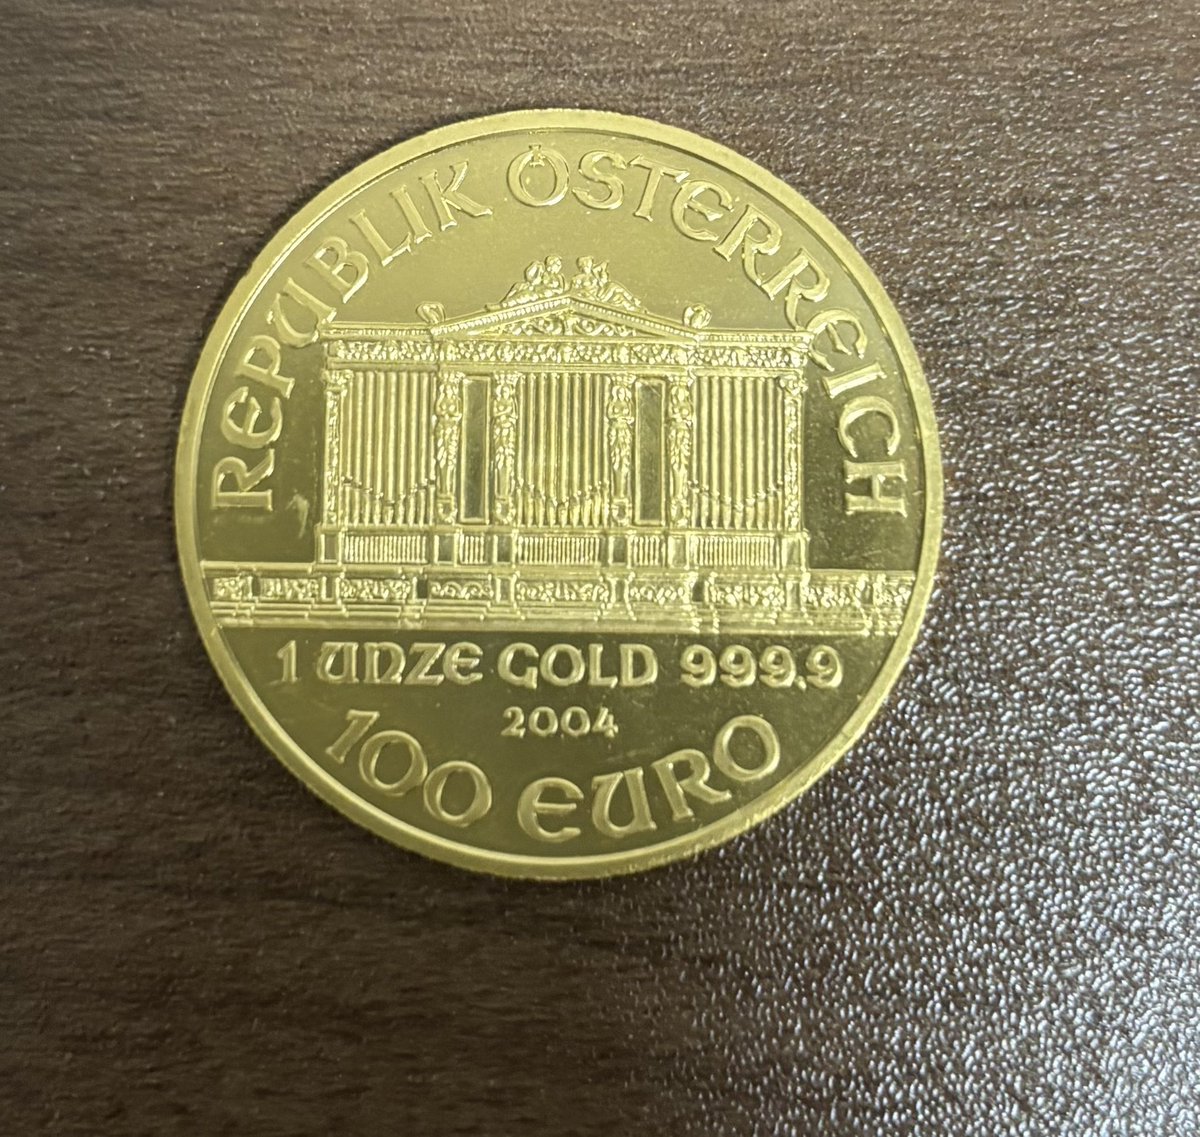 REPUBLIK ÖSTERREICH
1 UNZE GOLD 999.9
2004
100 EURO